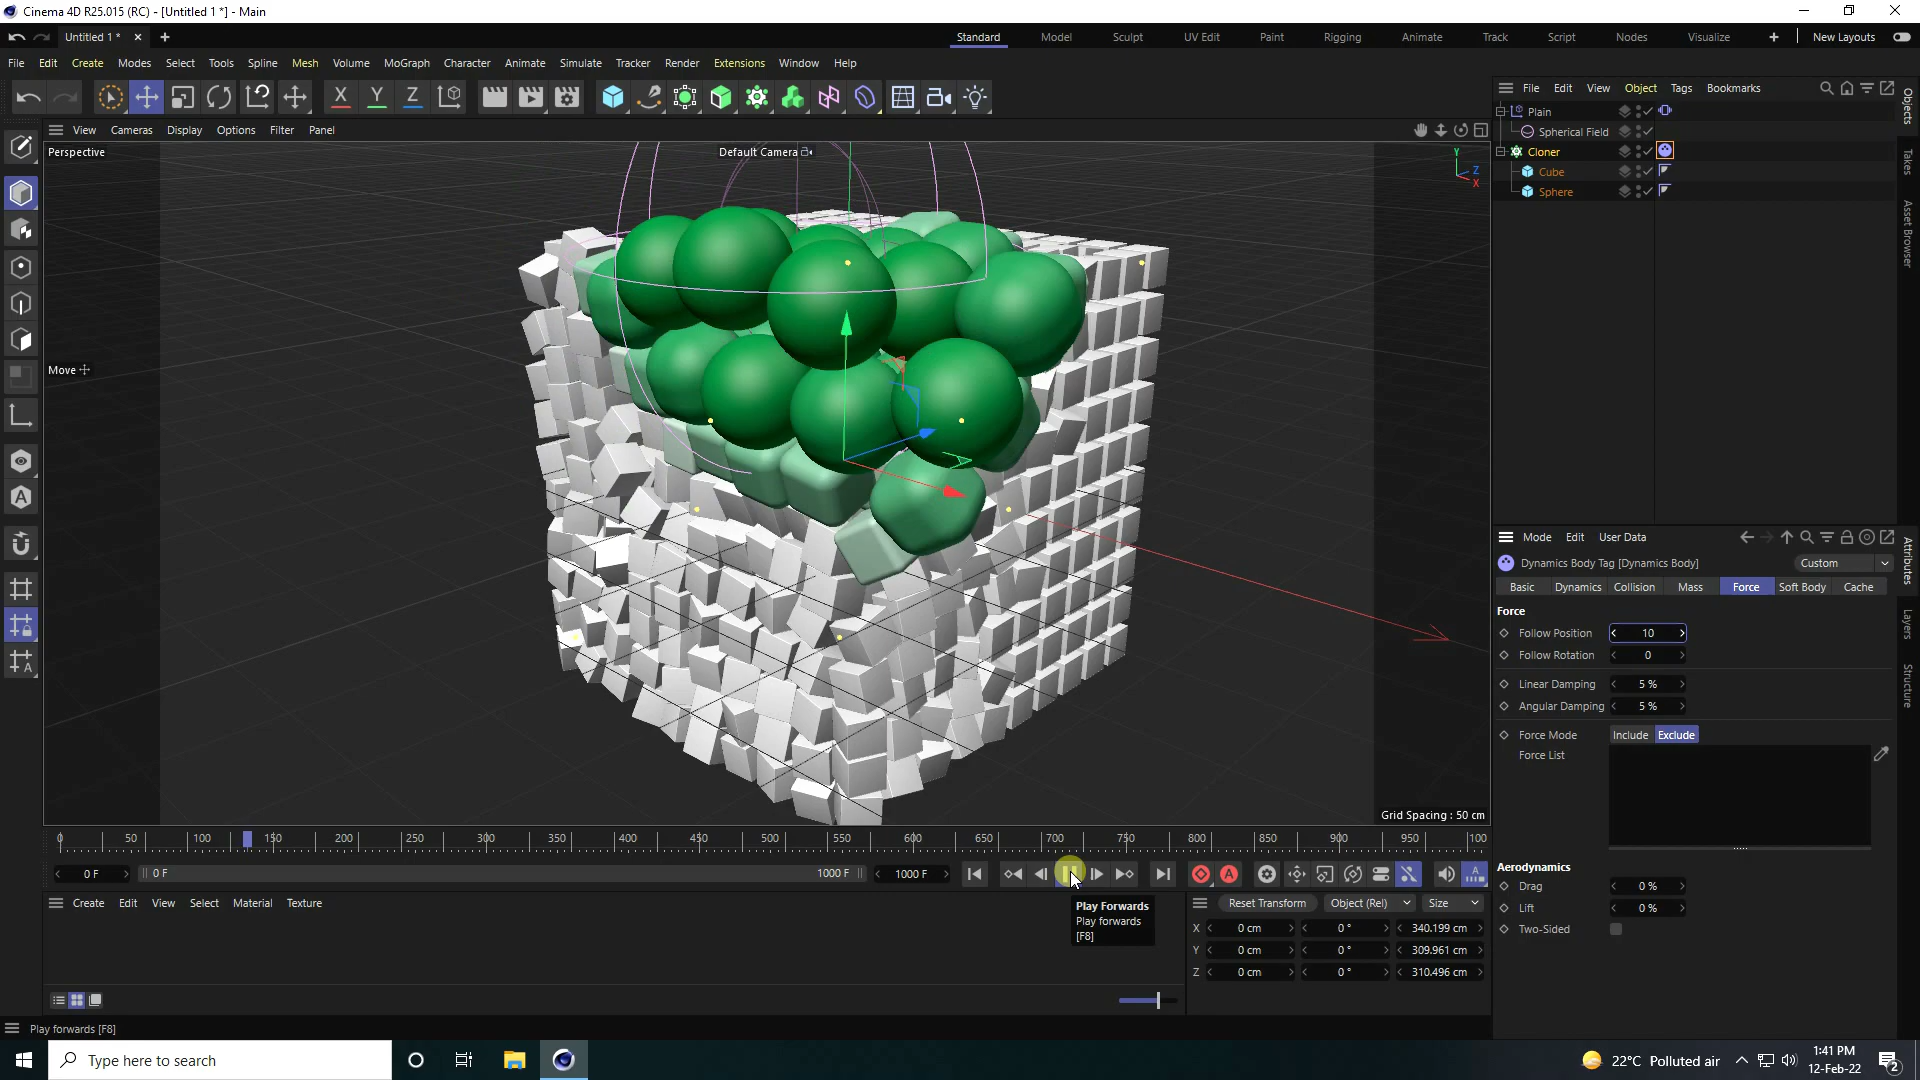 Cinema 4D R25.015 (RC) - [Untitled 1 *] - Main
Untitled 1 *
Standard Model Sculpt UV Edit Paint Rigging Animate Track Script Nodes Visualize New Layouts
File Edit Create Modes Select Tools Spline Mesh Volume MoGraph Character Animate Simulate Tracker Render Extensions Window Help
X Y Z
File Edit View Object Tags Bookmarks
View Cameras Display Options Filter Panel
Perspective
Default Camera
Y
Z
X
Plain
Spherical Field
Cloner
Cube
Sphere
Objects
Takes
Asset Browser
Move
Mode Edit User Data
Dynamics Body Tag [Dynamics Body]
Custom
Basic Dynamics Collision Mass Force Soft Body Cache
Force
Follow Position 10
Follow Rotation 0
Linear Damping 5 %
Angular Damping 5 %
Force Mode Include Exclude
Force List
Aerodynamics
Drag 0 %
Lift 0 %
Two-Sided
Attributes
Layers
Structure
Grid Spacing : 50 cm
0 50 100 150 200 250 300 350 400 450 500 550 600 650 700 750 800 850 900 950 100
0 F 0 F 1000 F 1000 F
Play Forwards
Play forwards
[F8]
Create Edit View Select Material Texture
Reset Transform Object (Rel) Size
X 0 cm 0 ° 340.199 cm
Y 0 cm 0 ° 309.961 cm
Z 0 cm 0 ° 310.496 cm
Play forwards [F8]
Type here to search
22°C Polluted air
1:41 PM
12-Feb-22
2